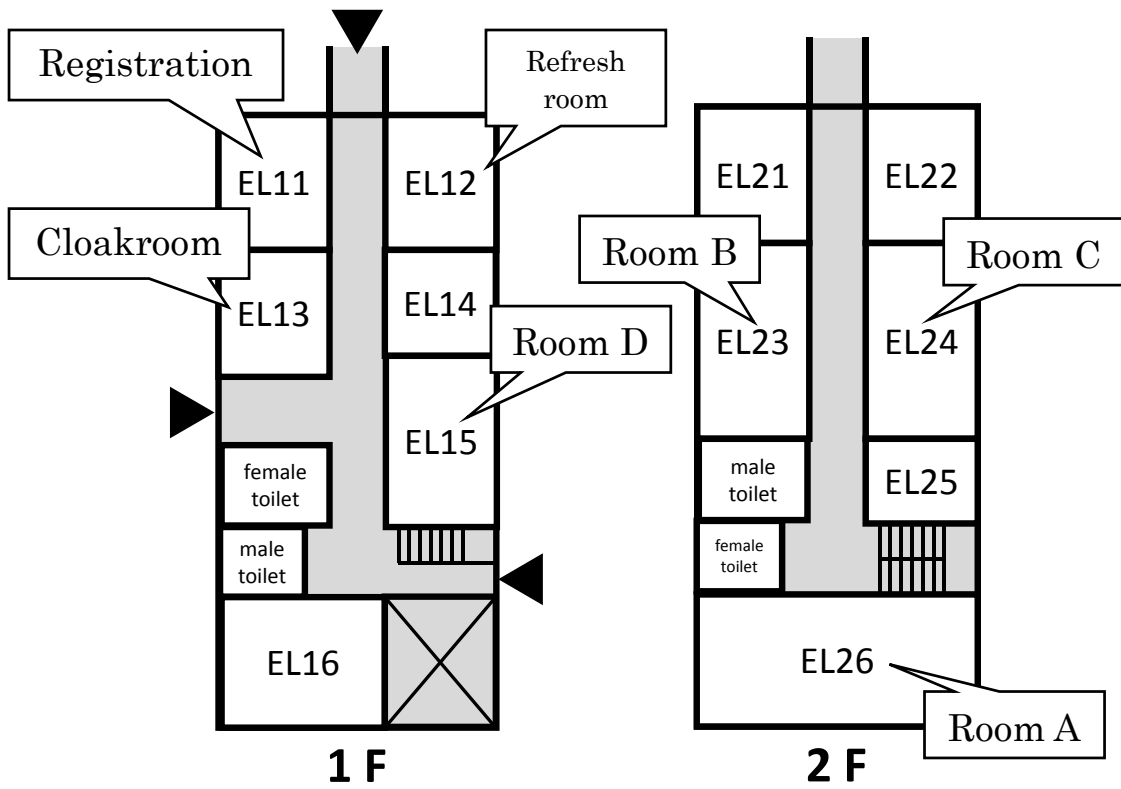 Registration
Refresh
room
EL11
EL12
Cloakroom
EL13
EL14
Room D
EL15
female
toilet
male
toilet
EL16
1 F
EL21
EL22
Room B
Room C
EL23
EL24
male
toilet
EL25
female
toilet
EL26
Room A
2 F